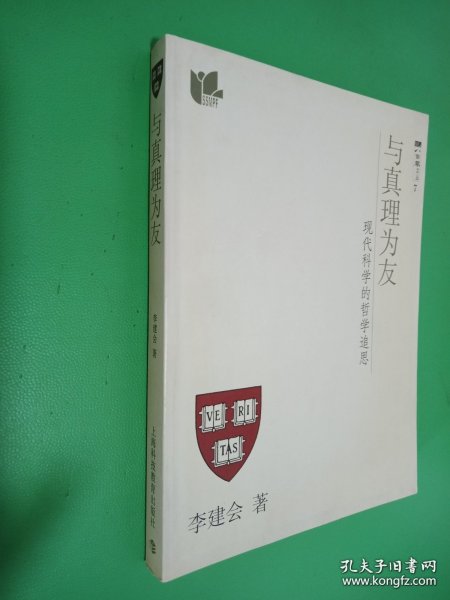 SSMPF
与真理为友
现代科学的哲学追思
VE RI
TAS
李建会 著
与真理为友
李建会 著
上海科技教育出版社
孔夫子旧书网
www.kongfz.com